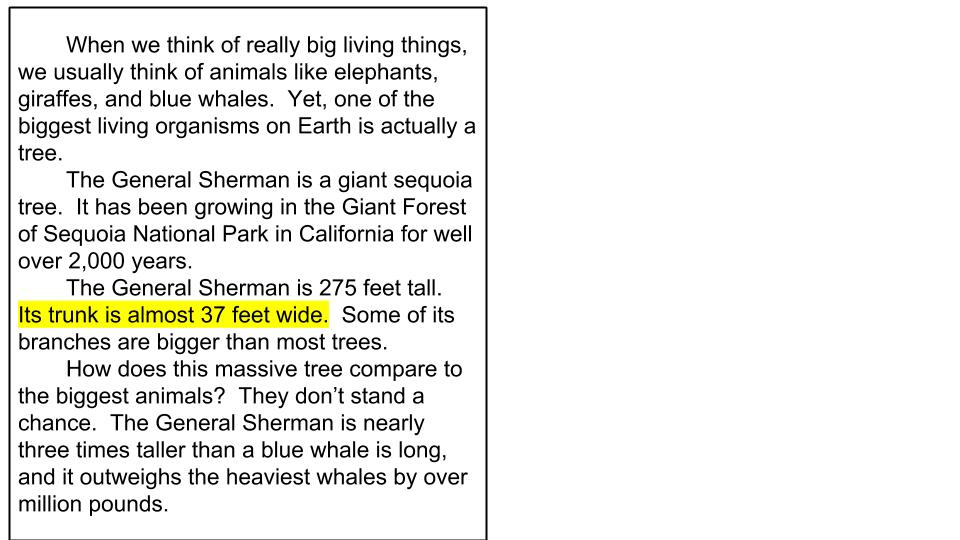 When we think of really big living things,
we usually think of animals like elephants,
giraffes, and blue whales.  Yet, one of the
biggest living organisms on Earth is actually a
tree.
The General Sherman is a giant sequoia
tree.  It has been growing in the Giant Forest
of Sequoia National Park in California for well
over 2,000 years.
The General Sherman is 275 feet tall.
Its trunk is almost 37 feet wide.  Some of its
branches are bigger than most trees.
How does this massive tree compare to
the biggest animals?  They don’t stand a
chance.  The General Sherman is nearly
three times taller than a blue whale is long,
and it outweighs the heaviest whales by over
million pounds.